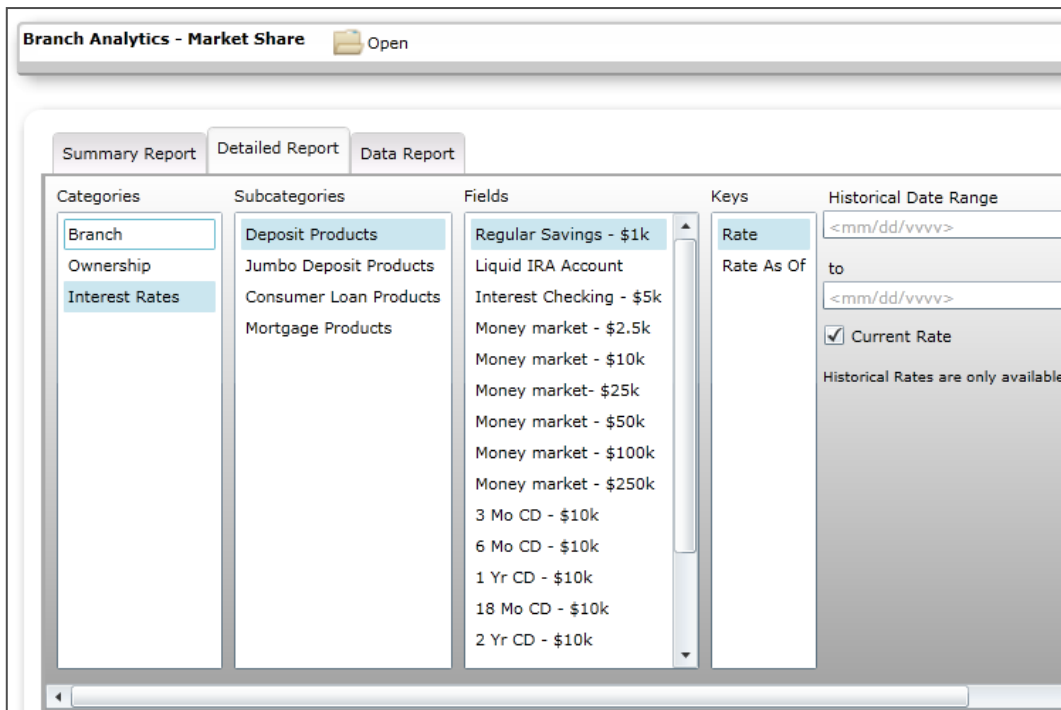 Branch Analytics - Market Share
Open
Summary Report
Detailed Report
Data Report
Categories
Branch
Ownership
Interest Rates
Subcategories
Deposit Products
Jumbo Deposit Products
Consumer Loan Products
Mortgage Products
Fields
Regular Savings - $1k
Liquid IRA Account
Interest Checking - $5k
Money market - $2.5k
Money market - $10k
Money market- $25k
Money market - $50k
Money market - $100k
Money market - $250k
3 Mo CD - $10k
6 Mo CD - $10k
1 Yr CD - $10k
18 Mo CD - $10k
2 Yr CD - $10k
Keys
Rate
Rate As Of
Historical Date Range
<mm/dd/yyyy>
to
<mm/dd/yyyy>
Current Rate
Historical Rates are only available